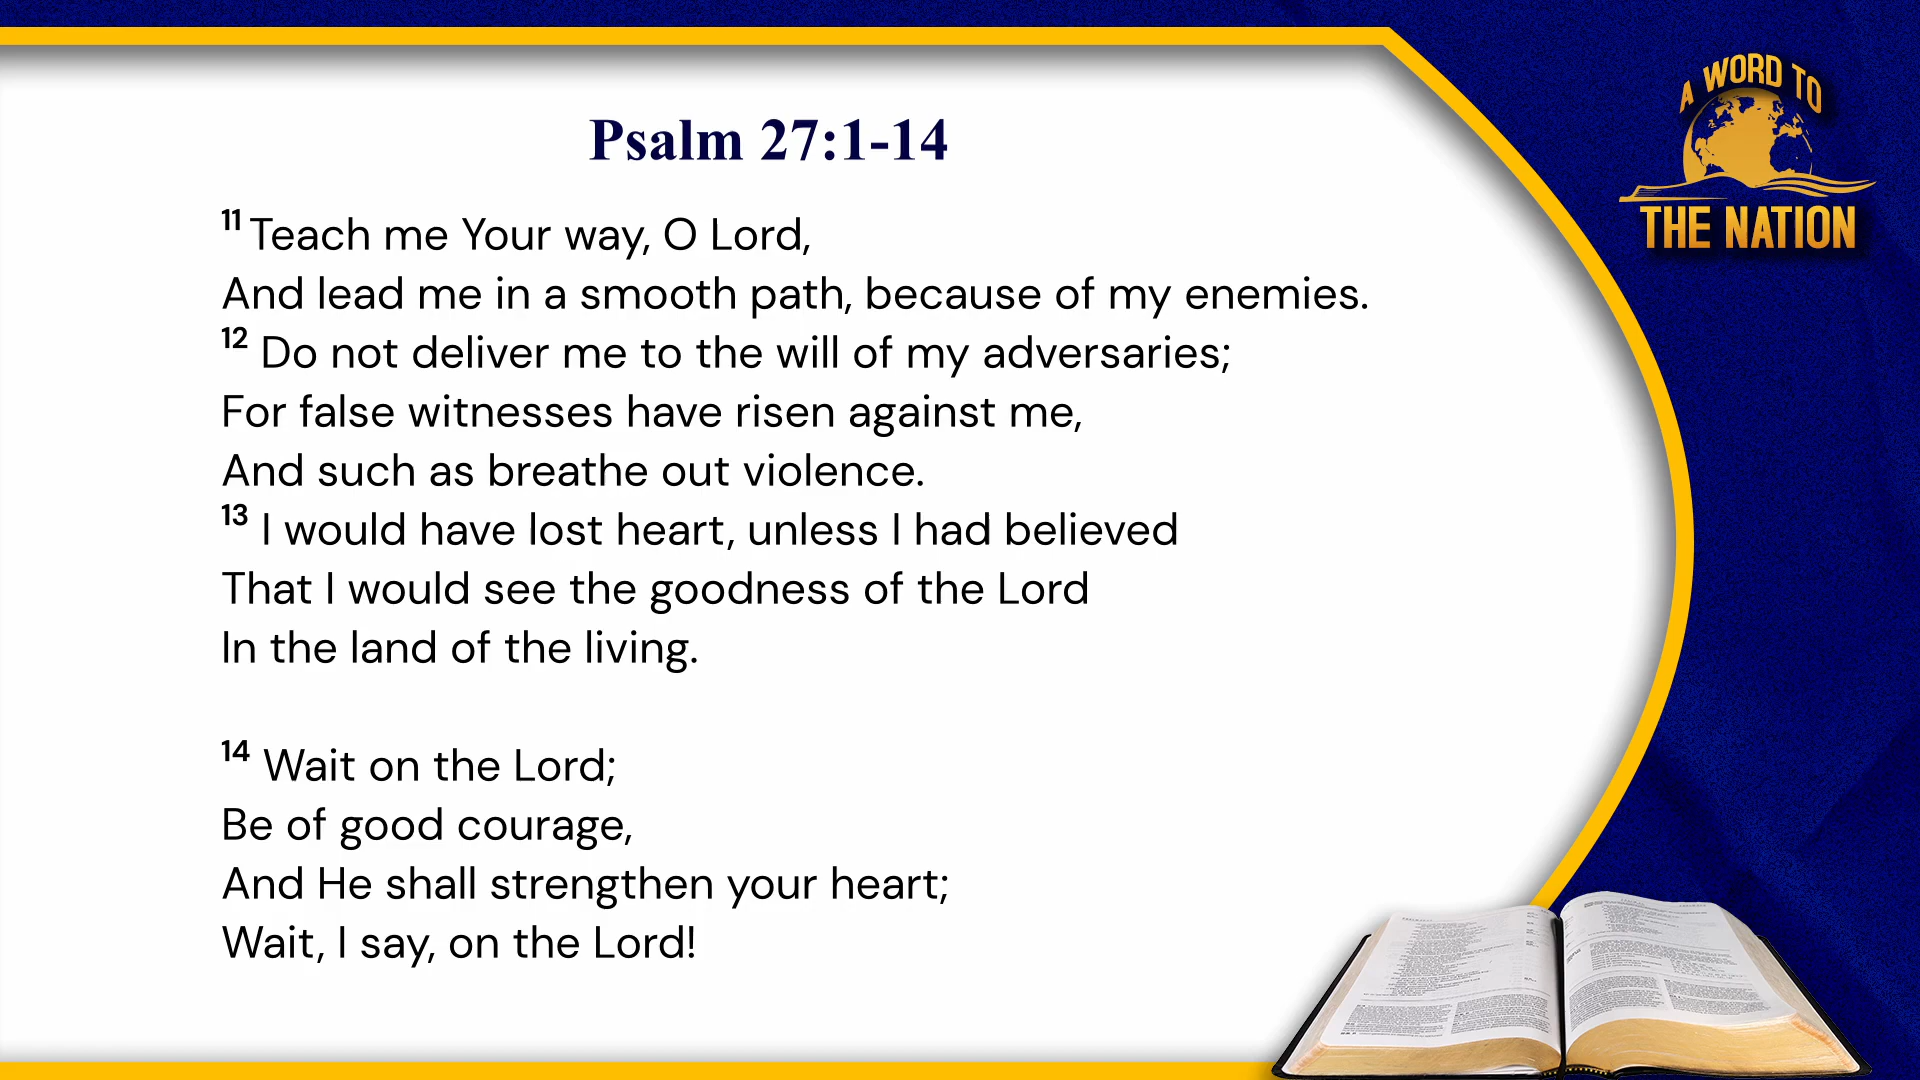 A WORD TO
THE NATION
Psalm 27:1-14
11 Teach me Your way, O Lord,
And lead me in a smooth path, because of my enemies.
12 Do not deliver me to the will of my adversaries;
For false witnesses have risen against me,
And such as breathe out violence.
13 I would have lost heart, unless I had believed
That I would see the goodness of the Lord
In the land of the living.
14 Wait on the Lord;
Be of good courage,
And He shall strengthen your heart;
Wait, I say, on the Lord!